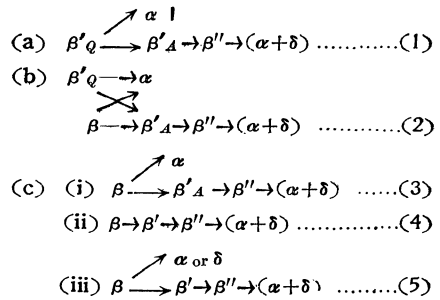 α
(a) β′Q → β′A → β″ → (α+δ) ............(1)
(b) β′Q → α
β → β′A → β″ → (α+δ) ............(2)
α
(c) (i) β → β′A → β″ → (α+δ) ......(3)
(ii) β → β′ → β″ → (α+δ) .............(4)
α or δ
(iii) β → β′ → β″ → (α+δ) ........(5)